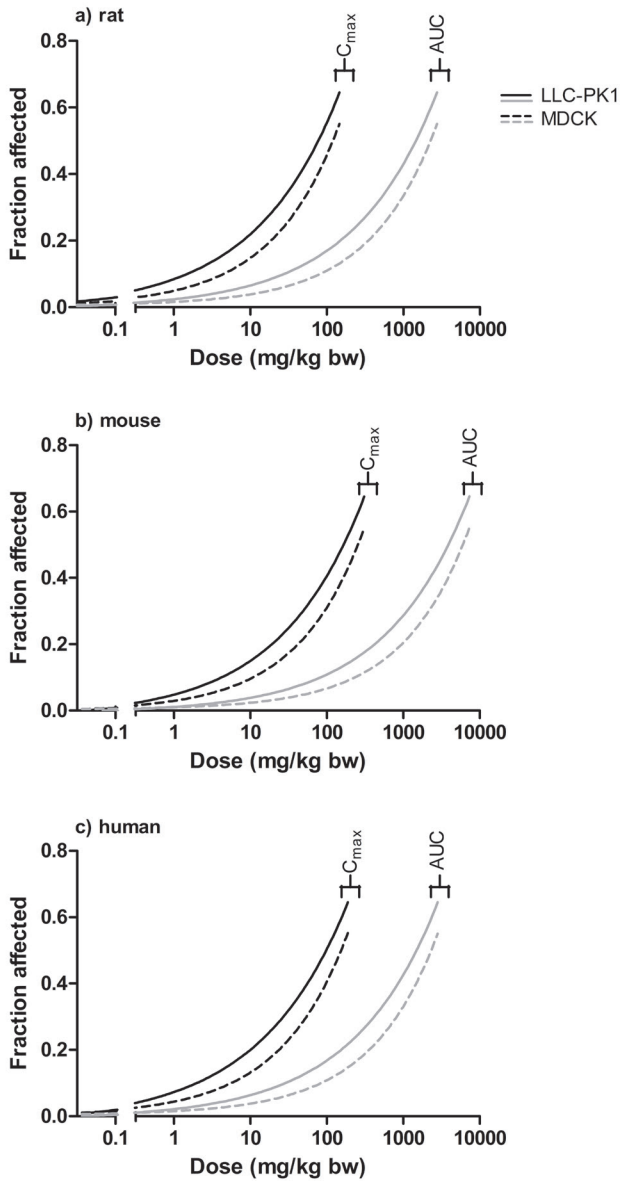 a) rat
Cmax
AUC
LLC-PK1
MDCK
0.8
0.6
0.4
0.2
0.0
Fraction affected
0.1 1 10 100 1000 10000
Dose (mg/kg bw)
b) mouse
Cmax
AUC
0.8
0.6
0.4
0.2
0.0
Fraction affected
0.1 1 10 100 1000 10000
Dose (mg/kg bw)
c) human
Cmax
AUC
0.8
0.6
0.4
0.2
0.0
Fraction affected
0.1 1 10 100 1000 10000
Dose (mg/kg bw)